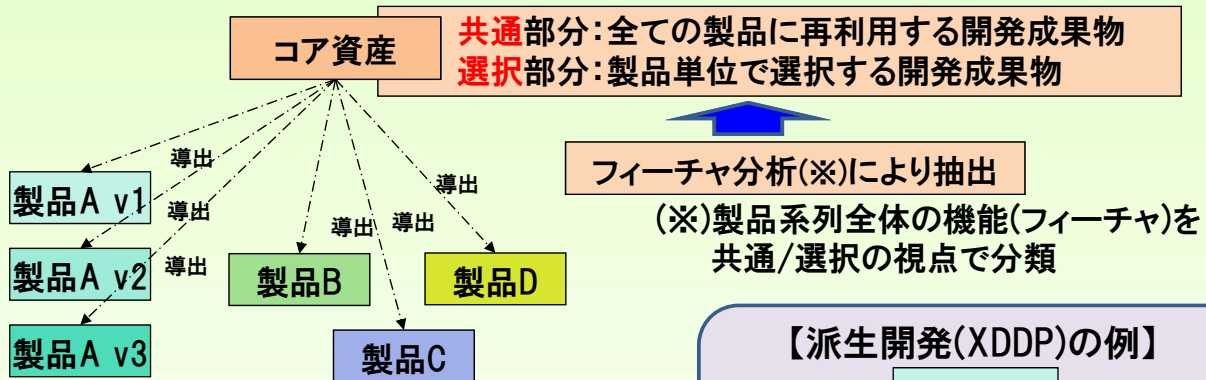 コア資産
共通部分:全ての製品に再利用する開発成果物
選択部分:製品単位で選択する開発成果物
フィーチャ分析(※)により抽出
(※)製品系列全体の機能(フィーチャ)を
共通/選択の視点で分類
導出
導出
導出
導出
導出
導出
製品A v1
製品A v2
製品A v3
製品B
製品C
製品D
【派生開発(XDDP)の例】